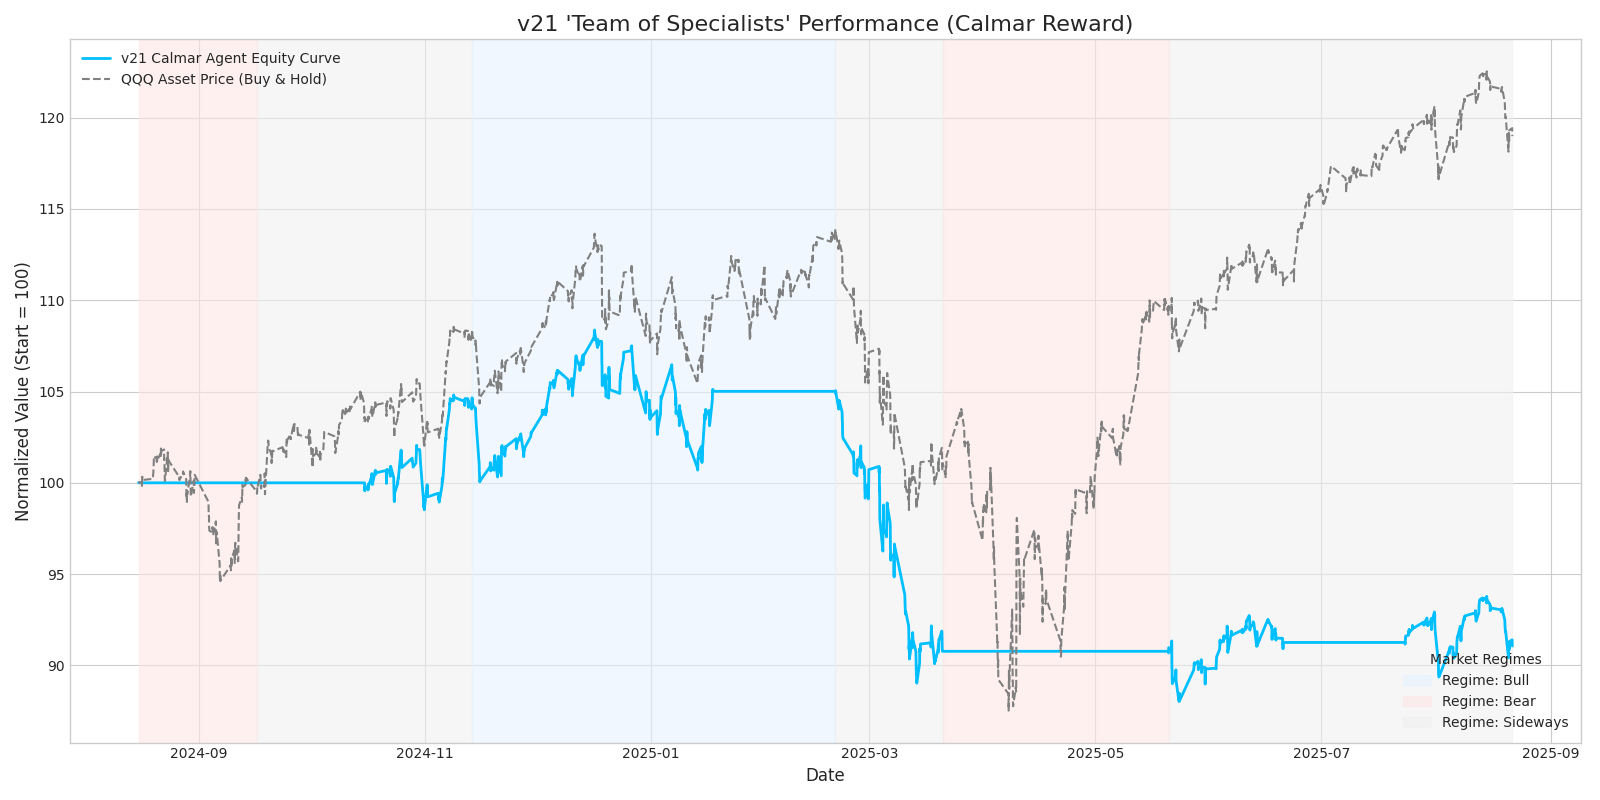 v21 'Team of Specialists' Performance (Calmar Reward)
v21 Calmar Agent Equity Curve
QQQ Asset Price (Buy & Hold)
Normalized Value (Start = 100)
120
115
110
105
100
95
90
Market Regimes
Regime: Bull
Regime: Bear
Regime: Sideways
2024-09
2024-11
2025-01
2025-03
2025-05
2025-07
2025-09
Date